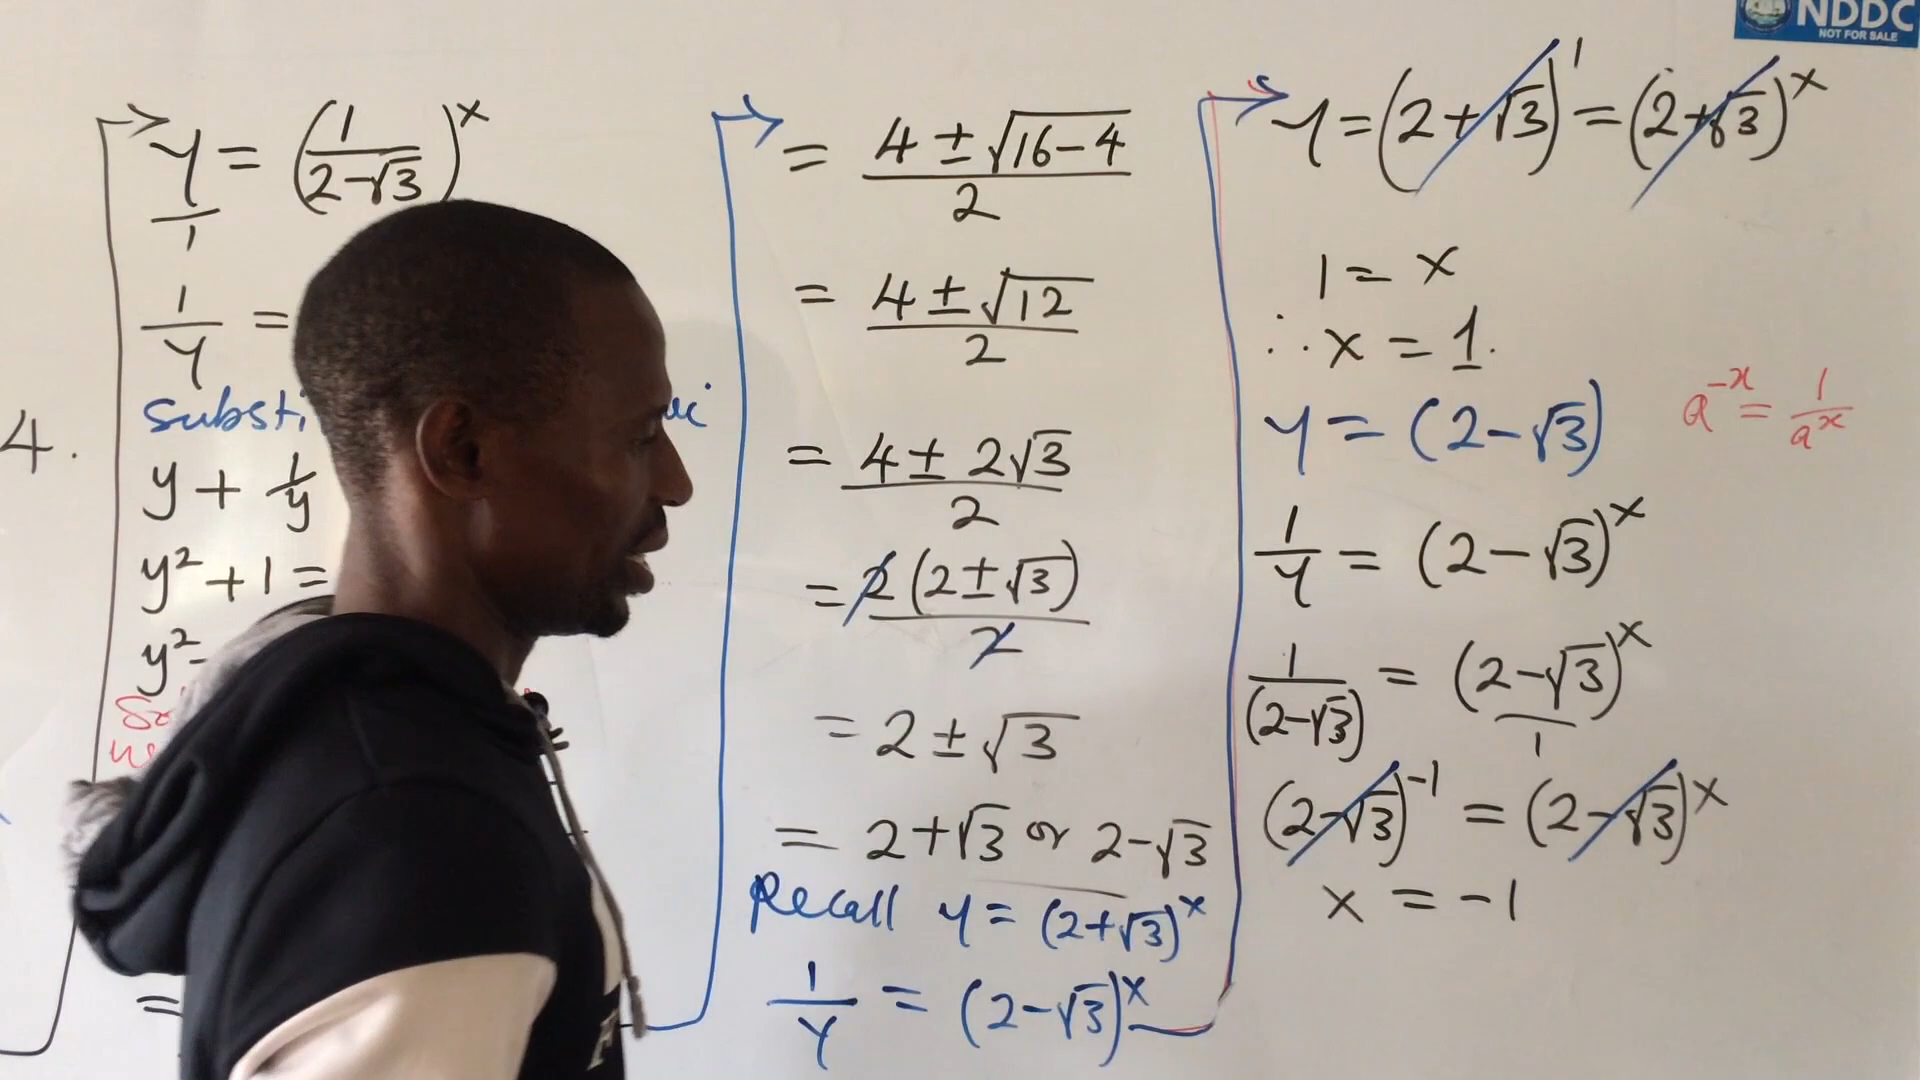 NDDC
NOT FOR SALE
4.
y = (1/(2-√3))^x
1
1/y =
y + 1/y
y² + 1 =
y² -
=
= (4 ± √(16-4))/2
= (4 ± √12)/2
= (4 ± 2√3)/2
= 2(2 ± √3)/2
= 2 ± √3
= 2+√3 or 2-√3
Recall y = (2+√3)^x
1/y = (2-√3)^x
y = (2+√3)^1 = (2+√3)^x
1 = x
∴ x = 1.
y = (2-√3)
a^-x = 1/a^x
1/y = (2-√3)^x
1/(2-√3) = (2-√3)^x/1
(2-√3)^-1 = (2-√3)^x
x = -1